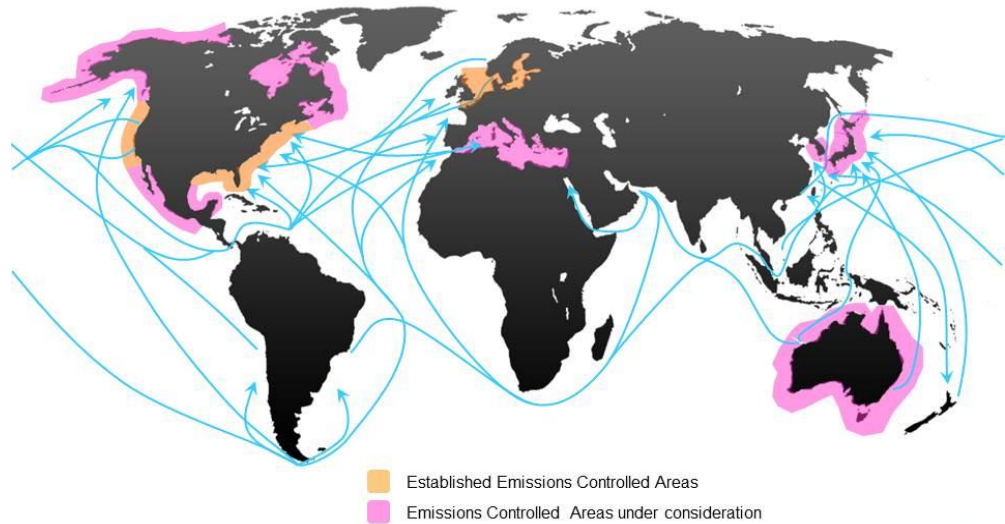 Established Emissions Controlled Areas
Emissions Controlled Areas under consideration